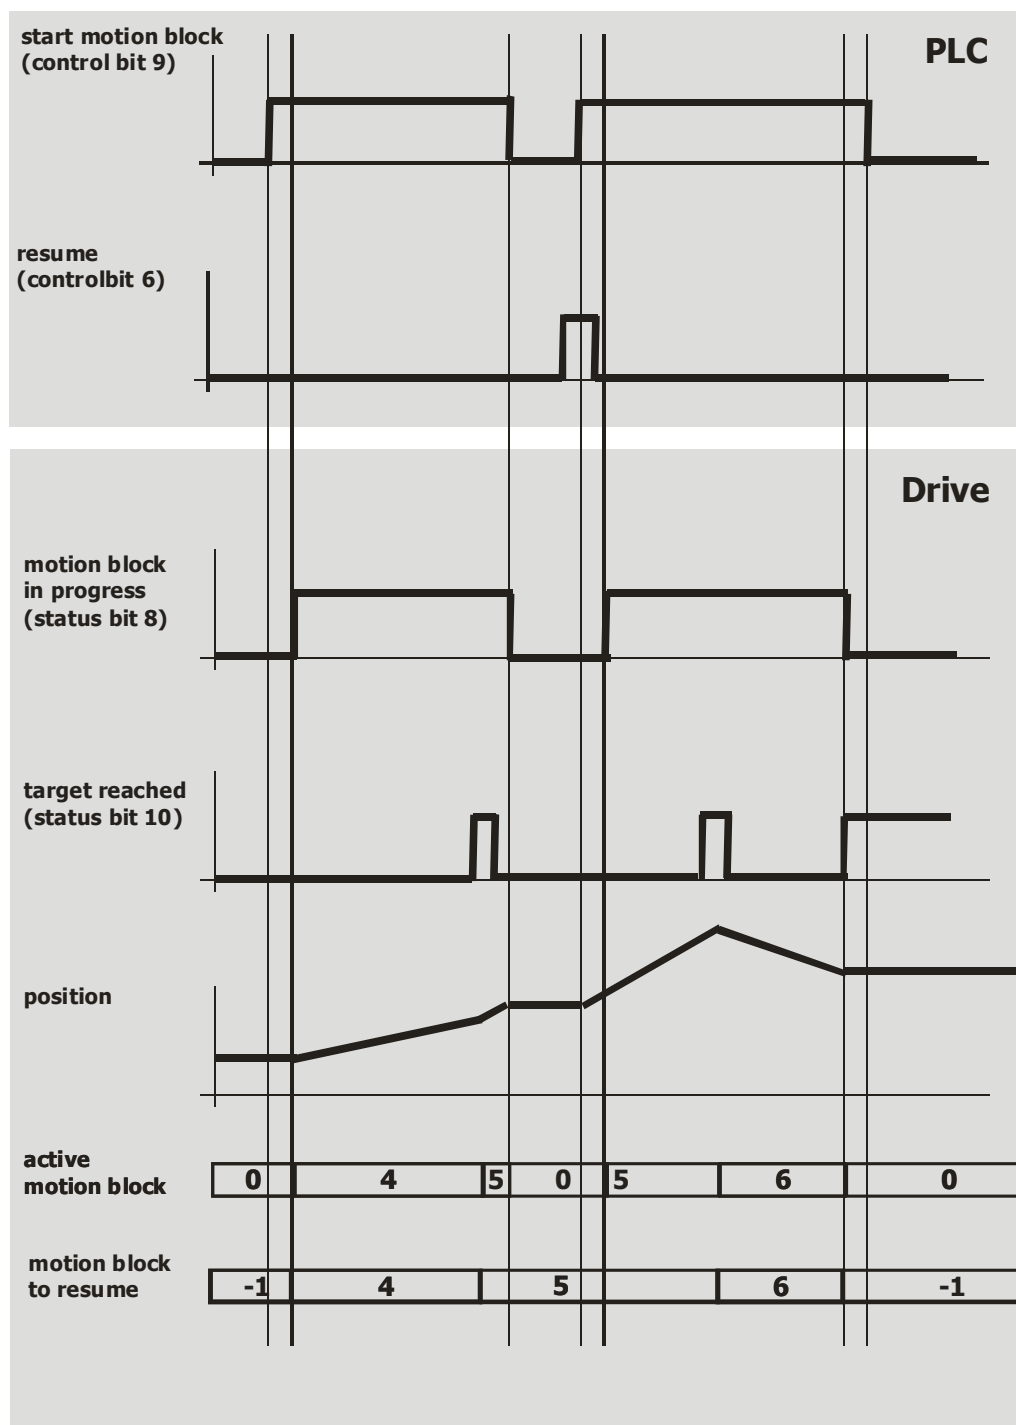 start motion block
(control bit 9)
PLC
resume
(controlbit 6)
Drive
motion block
in progress
(status bit 8)
target reached
(status bit 10)
position
active
motion block
0 4 5 0 5 6 0
motion block
to resume
-1 4 5 6 -1